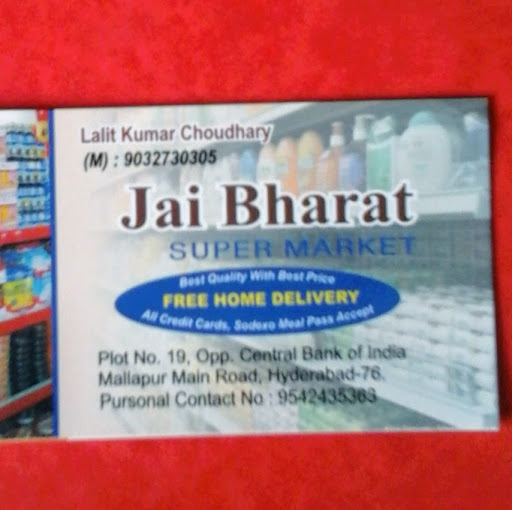 Lalit Kumar Choudhary
(M) : 9032730305
Jai Bharat
SUPER MARKET
Best Quality With Best Price
FREE HOME DELIVERY
All Credit Cards, Sodexo Meal Pass Accept
Plot No. 19, Opp. Central Bank of India
Mallapur Main Road, Hyderabad-76.
Pursonal Contact No : 9542435363